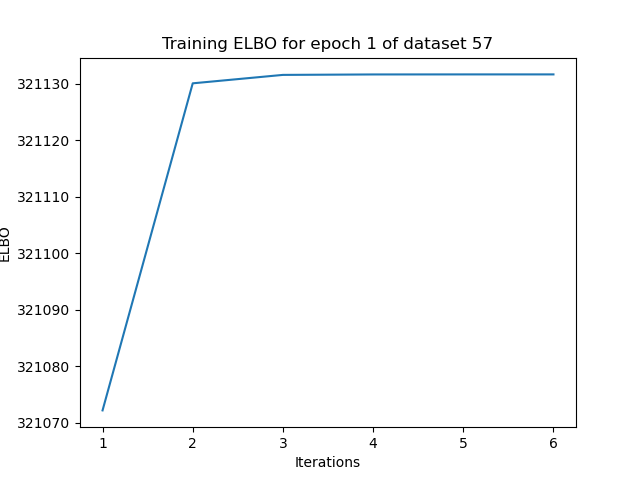 Training ELBO for epoch 1 of dataset 57
321130
321120
321110
321100
321090
321080
321070
ELBO
1 2 3 4 5 6
Iterations